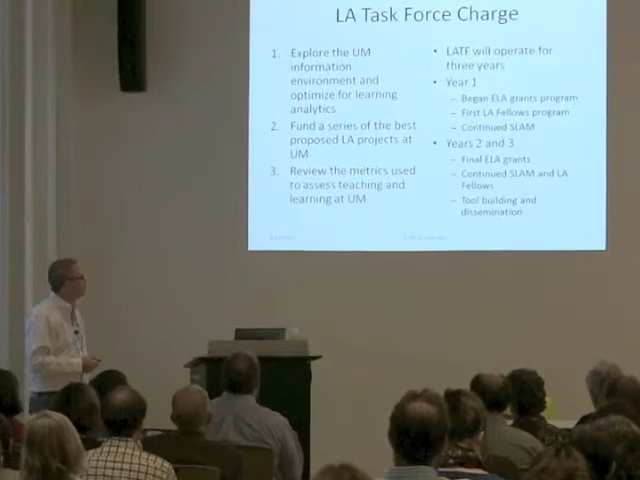 LA Task Force Charge
1. Explore the UM
information
environment and
optimize for learning
analytics
2. Fund a series of the best
proposed LA projects at
UM
3. Review the metrics used
to assess teaching and
learning at UM
• LATF will operate for
three years
• Year 1
– Began ELA grants program
– First LA Fellows program
– Continued SLAM
• Years 2 and 3
– Final ELA grants
– Continued SLAM and LA
Fellows
– Tool building and
dissemination